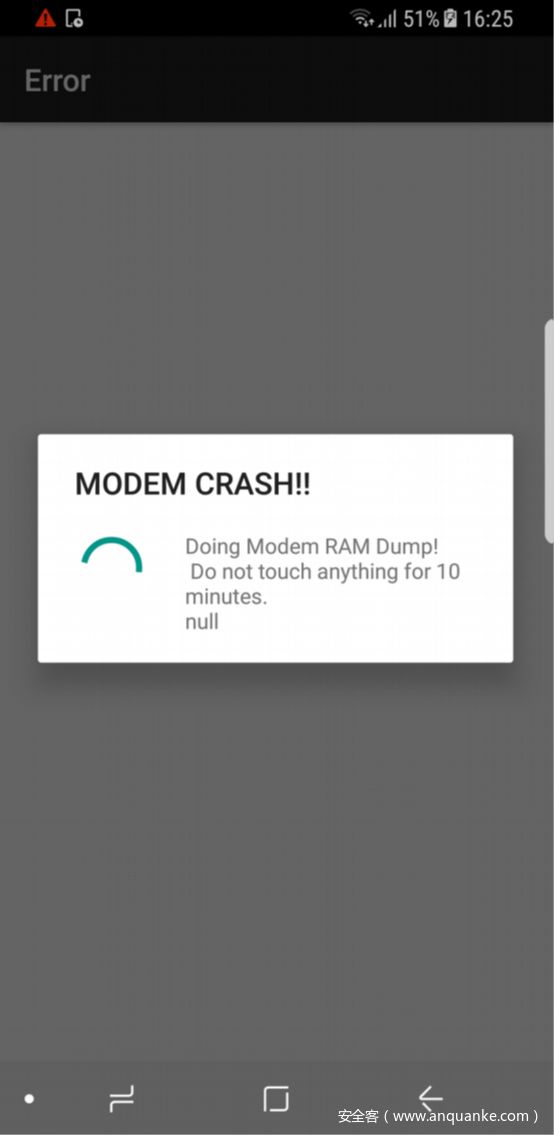 51% 16:25
Error
MODEM CRASH!!
Doing Modem RAM Dump!
Do not touch anything for 10
minutes.
null
安全客（www.anquanke.com）